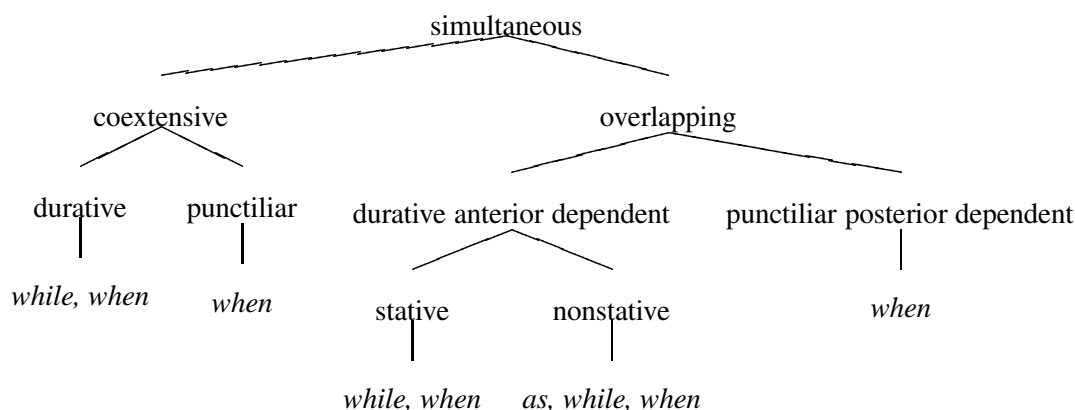 simultaneous
coextensive overlapping
durative punctiliar durative anterior dependent punctiliar posterior dependent
while, when when stative nonstative when
while, when as, while, when